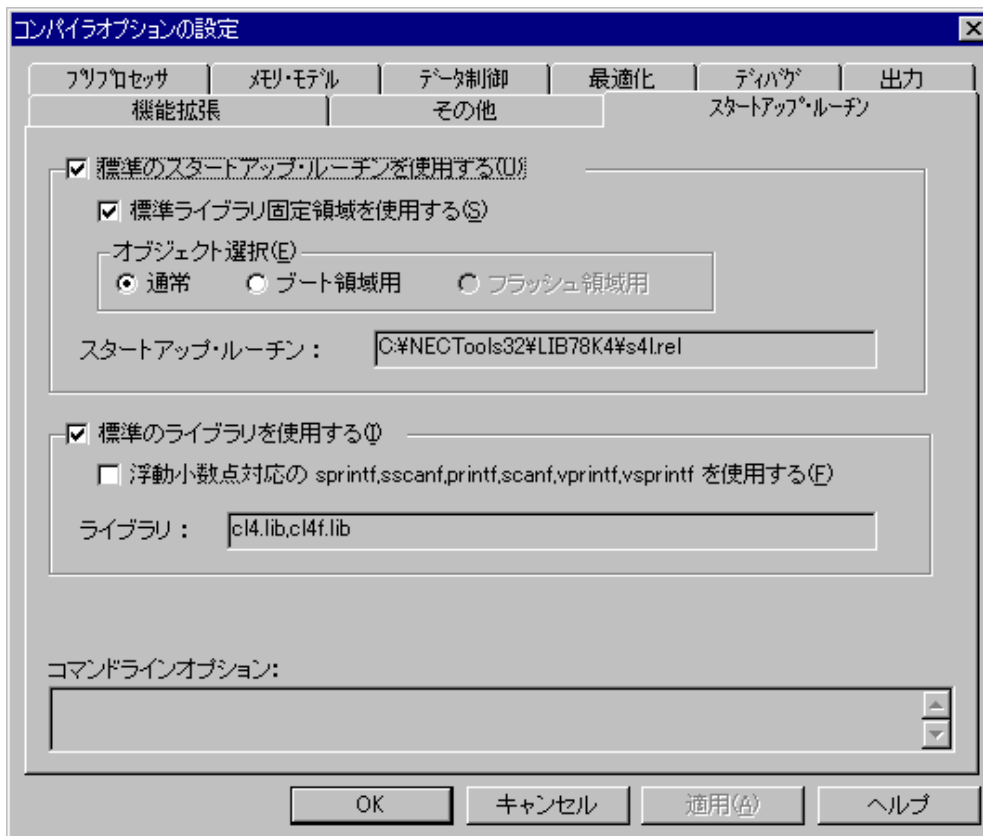 コンパイラオプションの設定
ﾌﾟﾘﾌﾟﾛｾｯｻ ﾒﾓﾘ･ﾓﾃﾞﾙ ﾃﾞｰﾀ制御 最適化 ﾃﾞｨﾊﾞｸﾞ 出力
機能拡張 その他 ｽﾀｰﾄｱｯﾌﾟ･ﾙｰﾁﾝ
標準のスタートアップ・ルーチンを使用する(U)
標準ライブラリ固定領域を使用する(S)
オブジェクト選択(E)
通常 ブート領域用 フラッシュ領域用
スタートアップ・ルーチン： C:¥NECTools32¥LIB78K4¥s4l.rel
標準のライブラリを使用する(I)
浮動小数点対応の sprintf,sscanf,printf,scanf,vprintf,vsprintf を使用する(F)
ライブラリ： cl4.lib,cl4f.lib
コマンドラインオプション:
OK キャンセル 適用(A) ヘルプ